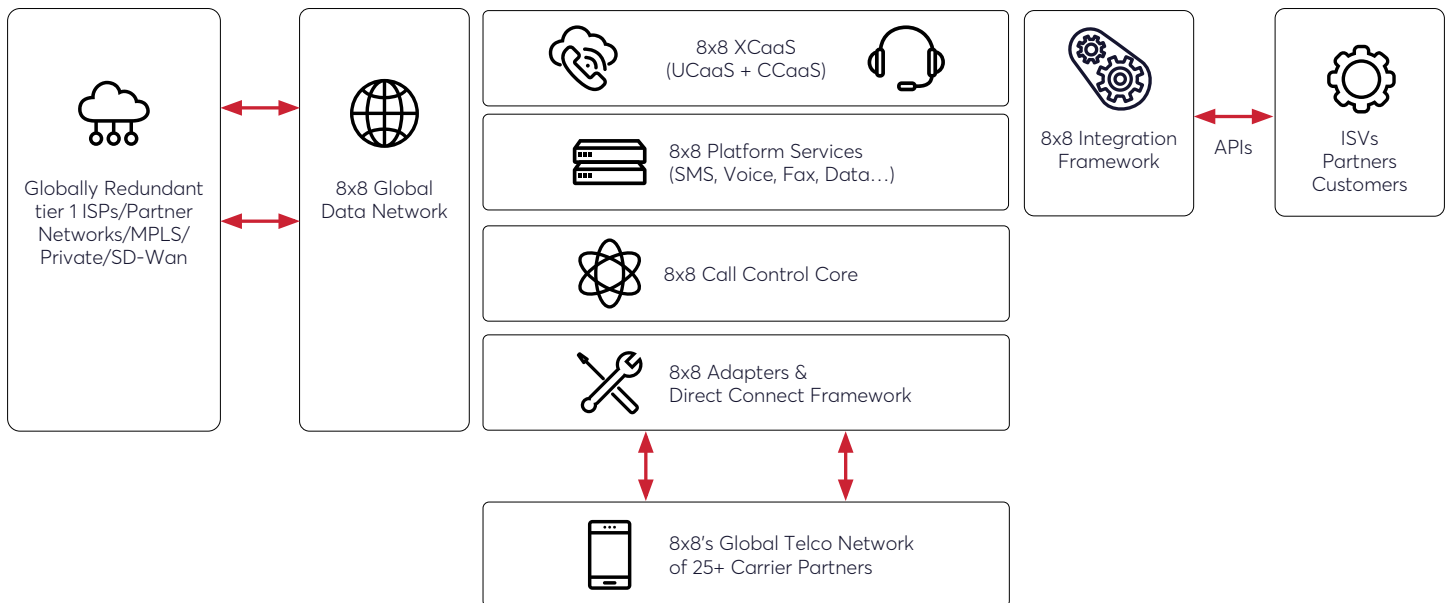 Globally Redundant
tier 1 ISPs/Partner
Networks/MPLS/
Private/SD-Wan
8x8 Global
Data Network
8x8 XCaaS
(UCaaS + CCaaS)
8x8 Platform Services
(SMS, Voice, Fax, Data...)
8x8 Call Control Core
8x8 Adapters &
Direct Connect Framework
8x8's Global Telco Network
of 25+ Carrier Partners
8x8 Integration
Framework
APIs
ISVs
Partners
Customers